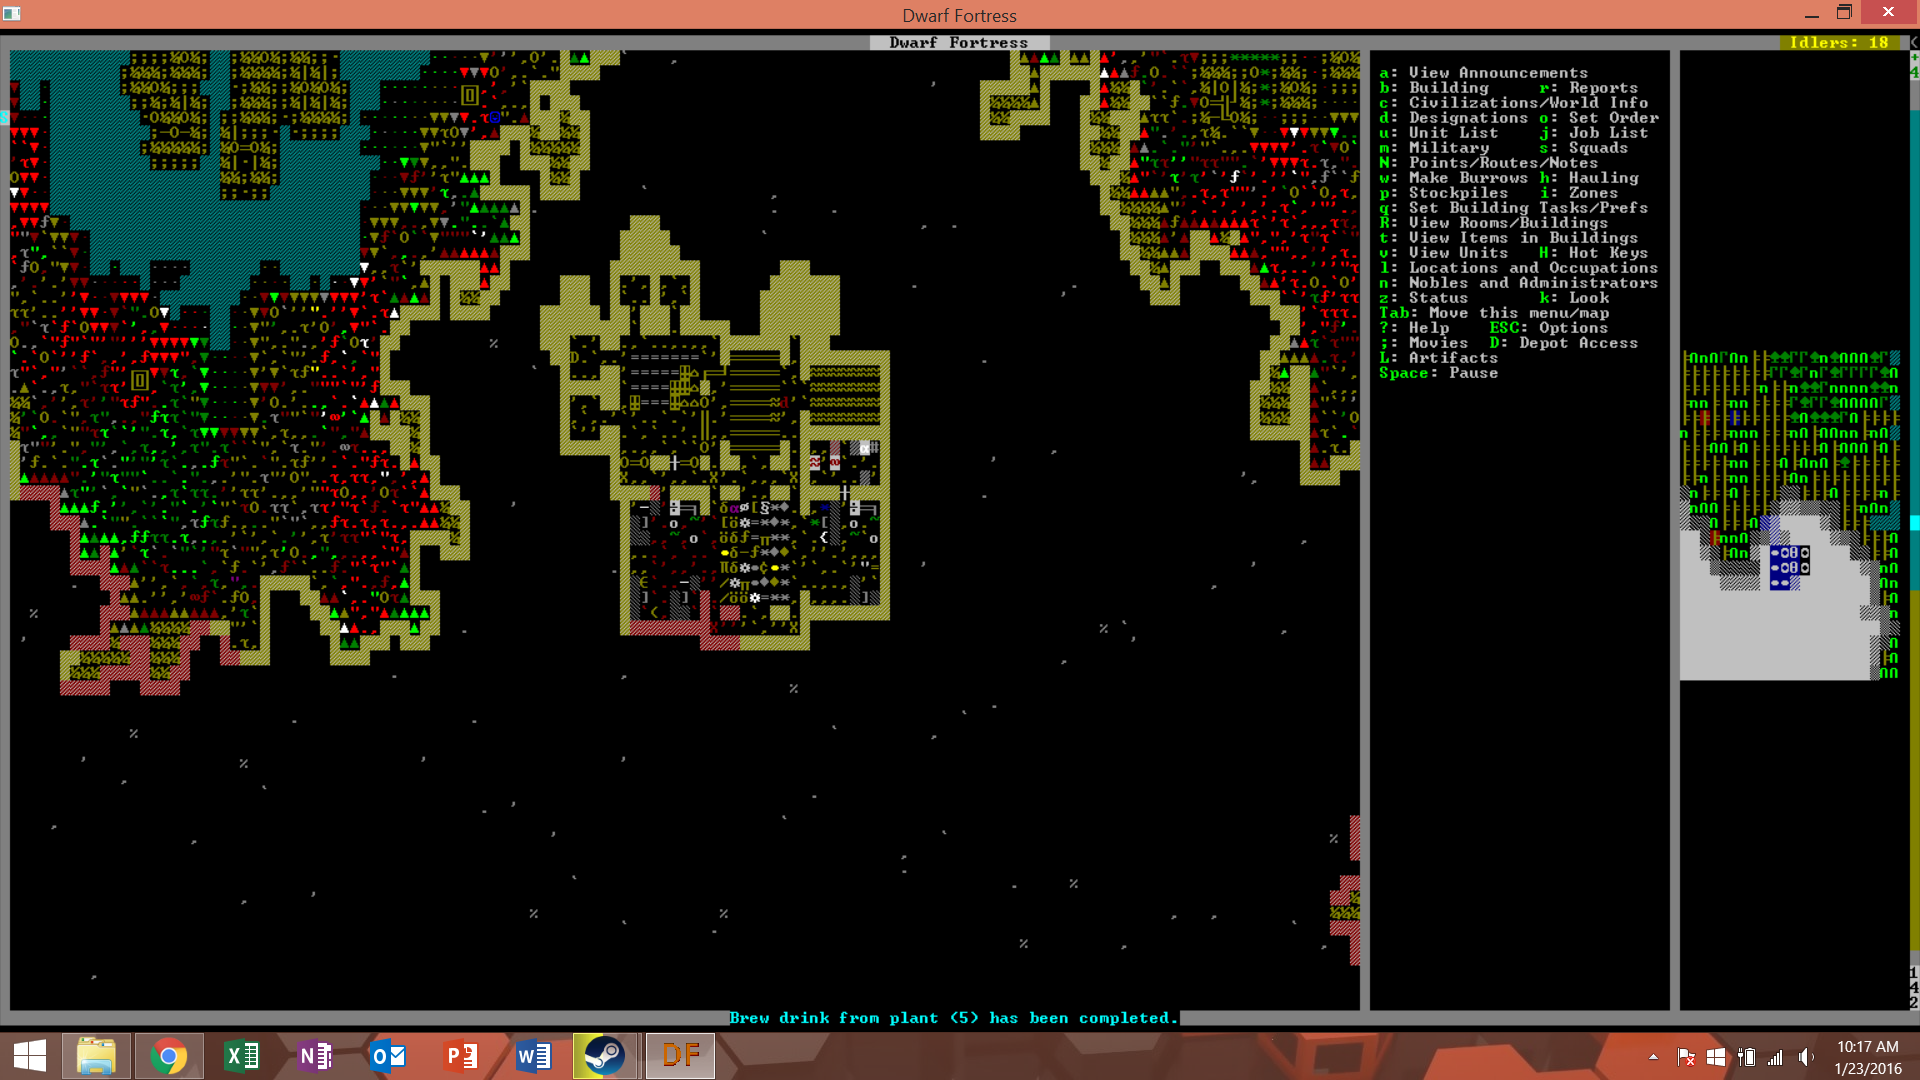 Dwarf Fortress
Dwarf Fortress
Idlers: 18
a: View Announcements
b: Building r: Reports
c: Civilizations/World Info
d: Designations o: Set Order
u: Unit List j: Job List
m: Military s: Squads
N: Points/Routes/Notes
w: Make Burrows h: Hauling
p: Stockpiles i: Zones
q: Set Building Tasks/Prefs
R: View Rooms/Buildings
t: View Items in Buildings
v: View Units H: Hot Keys
l: Locations and Occupations
n: Nobles and Administrators
z: Status k: Look
Tab: Move this menu/map
?: Help ESC: Options
;: Movies D: Depot Access
L: Artifacts
Space: Pause
Brew drink from plant (5) has been completed.
DF
10:17 AM
1/23/2016